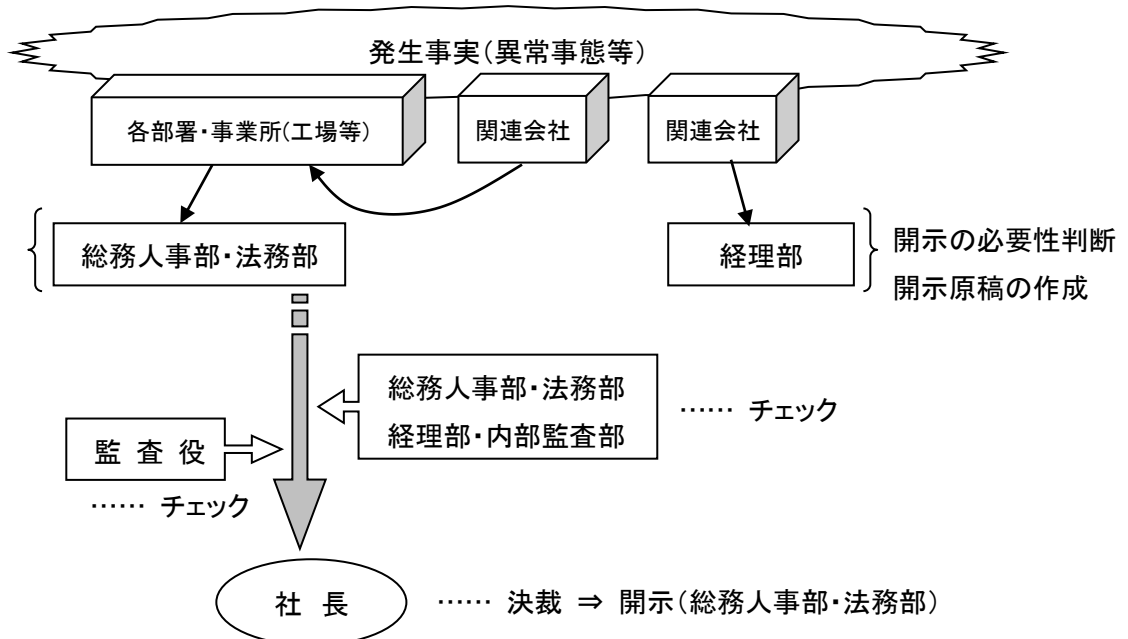 発生事実(異常事態等)
各部署・事業所(工場等)
関連会社
関連会社
総務人事部・法務部
経理部
開示の必要性判断
開示原稿の作成
総務人事部・法務部
経理部・内部監査部
…… チェック
監 査 役
…… チェック
社 長
…… 決裁 ⇒ 開示(総務人事部・法務部)